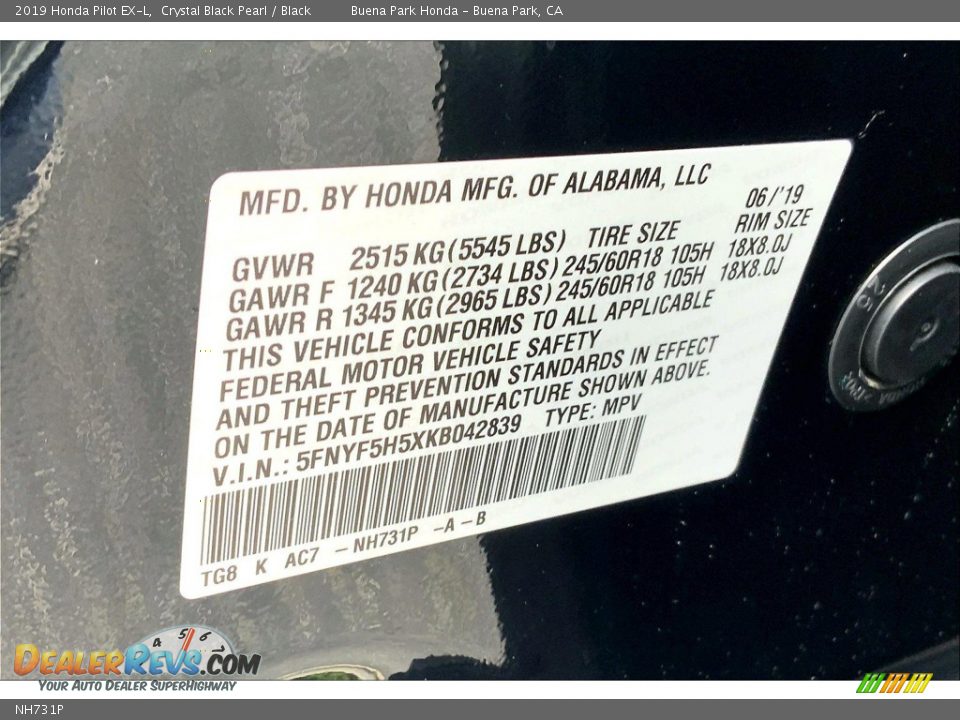 2019 Honda Pilot EX-L, Crystal Black Pearl / Black Buena Park Honda - Buena Park, CA
MFD. BY HONDA MFG. OF ALABAMA, LLC
06/'19
GVWR 2515 KG (5545 LBS) TIRE SIZE RIM SIZE
GAWR F 1240 KG (2734 LBS) 245/60R18 105H 18X8.0J
GAWR R 1345 KG (2965 LBS) 245/60R18 105H 18X8.0J
THIS VEHICLE CONFORMS TO ALL APPLICABLE
FEDERAL MOTOR VEHICLE SAFETY
AND THEFT PREVENTION STANDARDS IN EFFECT
ON THE DATE OF MANUFACTURE SHOWN ABOVE.
V.I.N.: 5FNYF5H5XKB042839 TYPE: MPV
TG8 K AC7 -NH731P -A-B
25
4 5 6
DEALERREVS.COM
YOUR AUTO DEALER SUPERHIGHWAY
NH731P